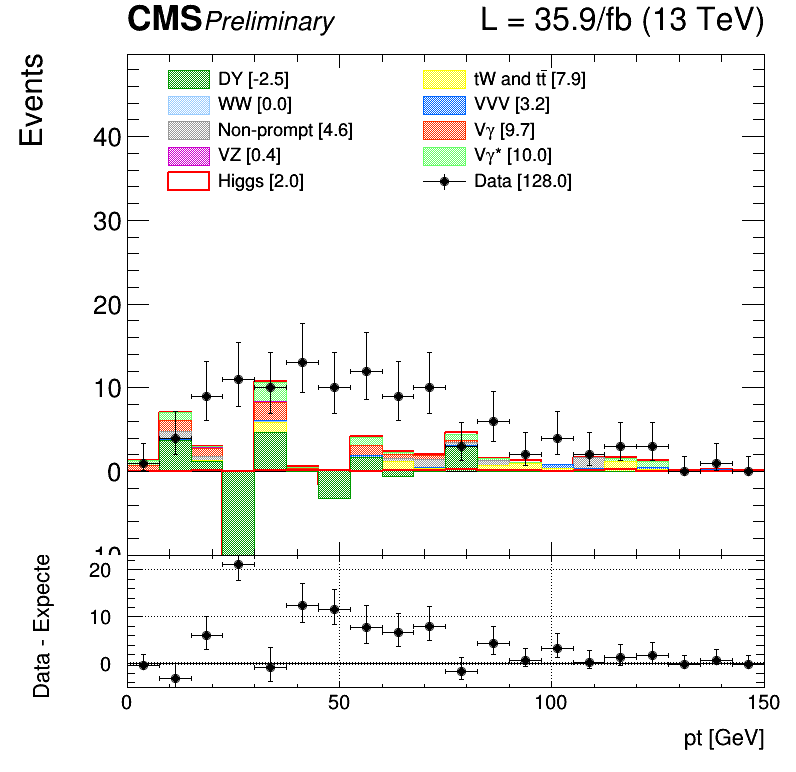 CMS Preliminary L = 35.9/fb (13 TeV)
Events
DY [-2.5] tW and tt̄ [7.9]
WW [0.0] VVV [3.2]
Non-prompt [4.6] Vγ [9.7]
VZ [0.4] Vγ* [10.0]
Higgs [2.0] Data [128.0]
40
30
20
10
0
10
Data - Expecte
20
10
0
0 50 100 150
pt [GeV]